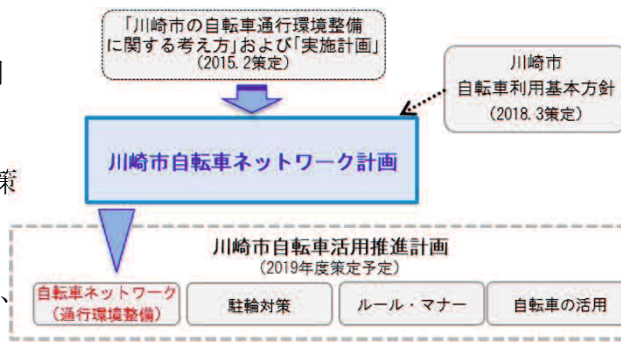 「川崎市の自転車通行環境整備
に関する考え方」および「実施計画」
(2015.2策定)
川崎市
自転車利用基本方針
(2018.3策定)
策
川崎市自転車ネットワーク計画
川崎市自転車活用推進計画
(2019年度策定予定)
、
自転車ネットワーク
(通行環境整備)
駐輪対策
ルール・マナー
自転車の活用